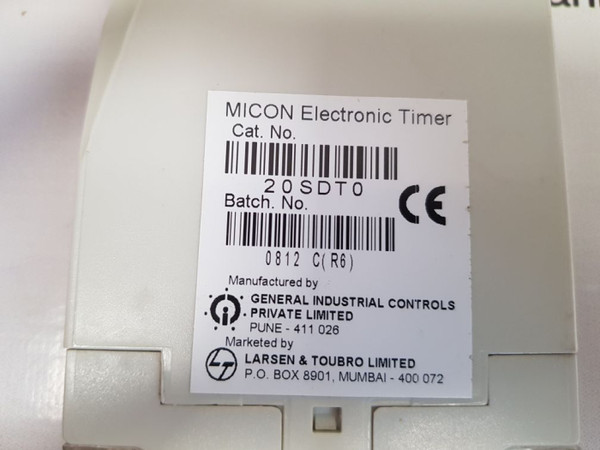 MICON Electronic Timer
Cat. No.
20SDT0
Batch. No.
CE
0812 C(R6)
Manufactured by
GENERAL INDUSTRIAL CONTROLS
PRIVATE LIMITED
PUNE - 411 026
Marketed by
LARSEN & TOUBRO LIMITED
P.O. BOX 8901, MUMBAI - 400 072